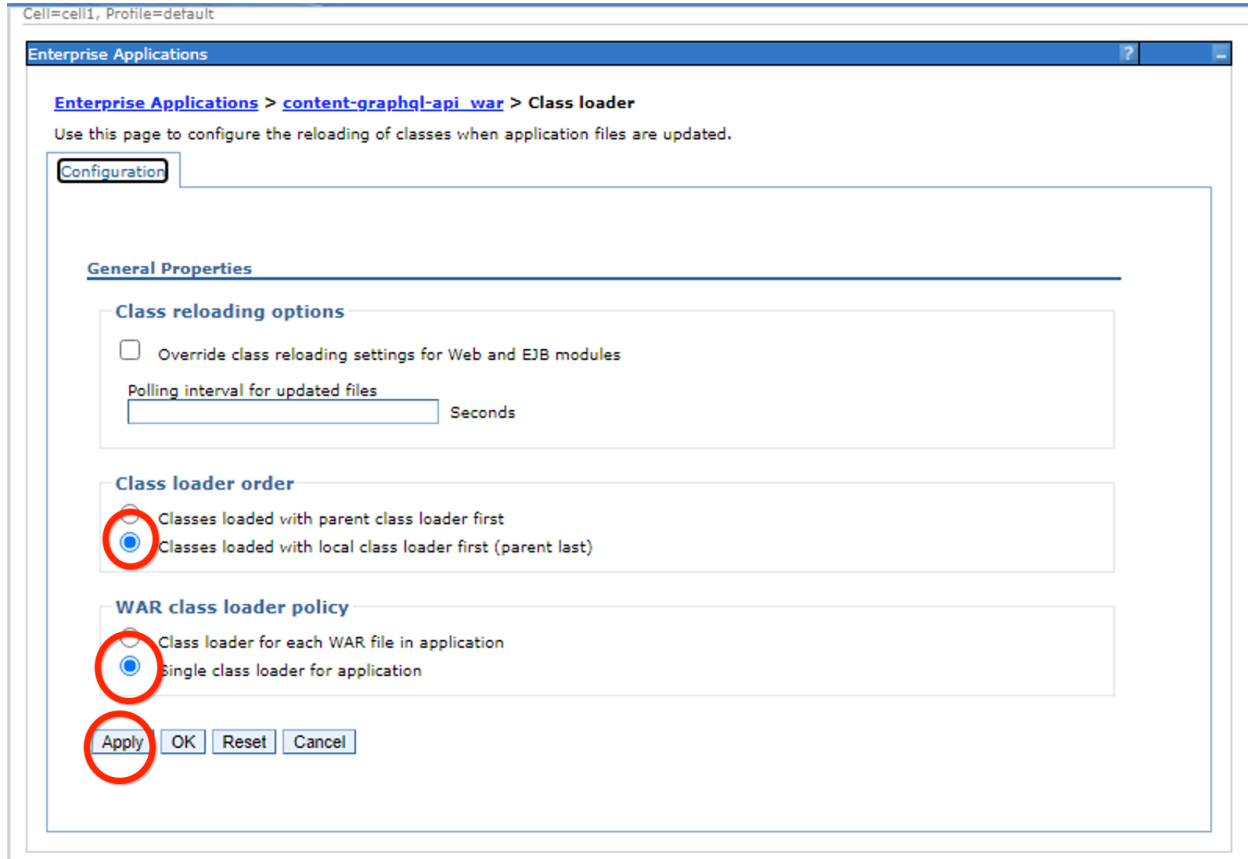 Cell=cell1, Profile=default
Enterprise Applications ? -
Enterprise Applications > content-graphql-api_war > Class loader
Use this page to configure the reloading of classes when application files are updated.
Configuration
General Properties
Class reloading options
Override class reloading settings for Web and EJB modules
Polling interval for updated files
Seconds
Class loader order
Classes loaded with parent class loader first
Classes loaded with local class loader first (parent last)
WAR class loader policy
Class loader for each WAR file in application
Single class loader for application
Apply OK Reset Cancel